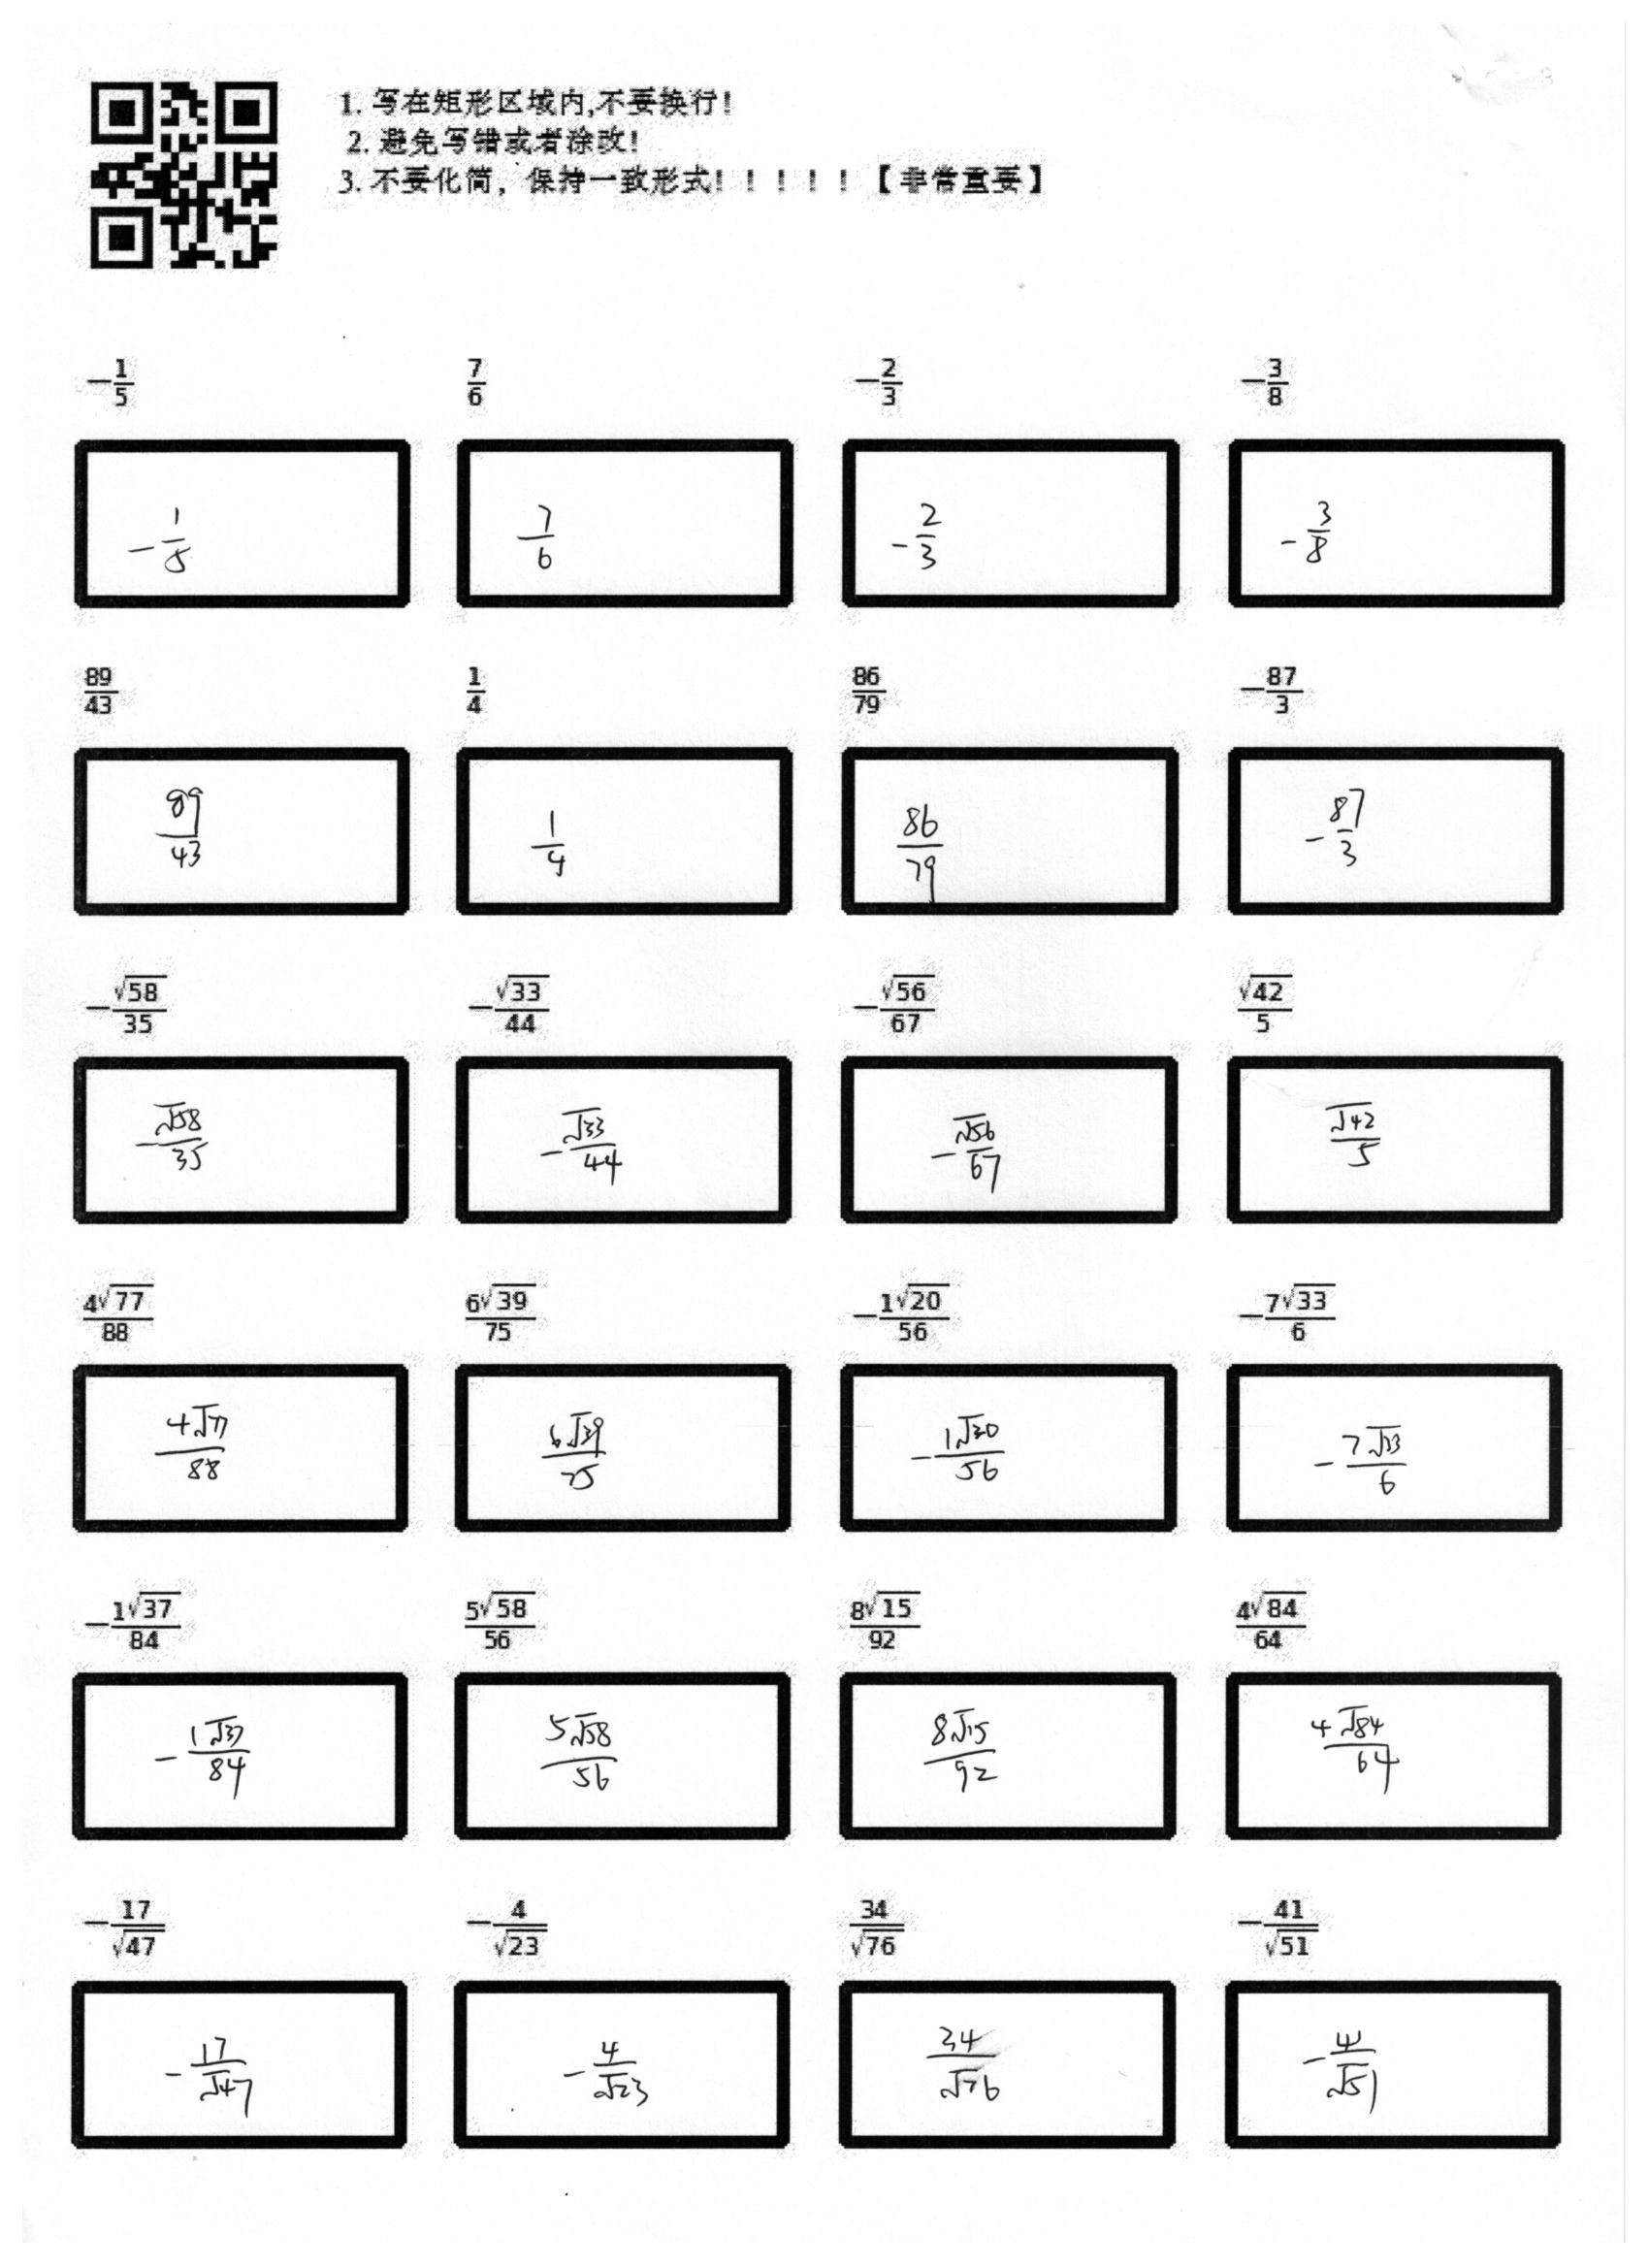 1. 写在矩形区域内,不要换行!
2. 避免写错或者涂改!
3. 不要化简，保持一致形式! ! ! ! ! 【非常重要】
-\frac{1}{5} \frac{7}{6} -\frac{2}{3} -\frac{3}{8}
-\frac{1}{5} \frac{7}{6} -\frac{2}{3} -\frac{3}{8}
\frac{89}{43} \frac{1}{4} \frac{86}{79} -\frac{87}{3}
\frac{89}{43} \frac{1}{4} \frac{86}{79} -\frac{87}{3}
-\frac{\sqrt{58}}{35} -\frac{\sqrt{33}}{44} -\frac{\sqrt{56}}{67} \frac{\sqrt{42}}{5}
-\frac{\sqrt{58}}{35} -\frac{\sqrt{33}}{44} -\frac{\sqrt{56}}{67} \frac{\sqrt{42}}{5}
\frac{4\sqrt{77}}{88} \frac{6\sqrt{39}}{75} -\frac{1\sqrt{20}}{56} -\frac{7\sqrt{33}}{6}
\frac{4\sqrt{77}}{88} \frac{6\sqrt{39}}{75} -\frac{1\sqrt{20}}{56} -\frac{7\sqrt{33}}{6}
-\frac{1\sqrt{37}}{84} \frac{5\sqrt{58}}{56} \frac{8\sqrt{15}}{92} \frac{4\sqrt{84}}{64}
-\frac{1\sqrt{37}}{84} \frac{5\sqrt{58}}{56} \frac{8\sqrt{15}}{92} \frac{4\sqrt{84}}{64}
-\frac{17}{\sqrt{47}} -\frac{4}{\sqrt{23}} \frac{34}{\sqrt{76}} -\frac{41}{\sqrt{51}}
-\frac{17}{\sqrt{47}} -\frac{4}{\sqrt{23}} \frac{34}{\sqrt{76}} -\frac{41}{\sqrt{51}}